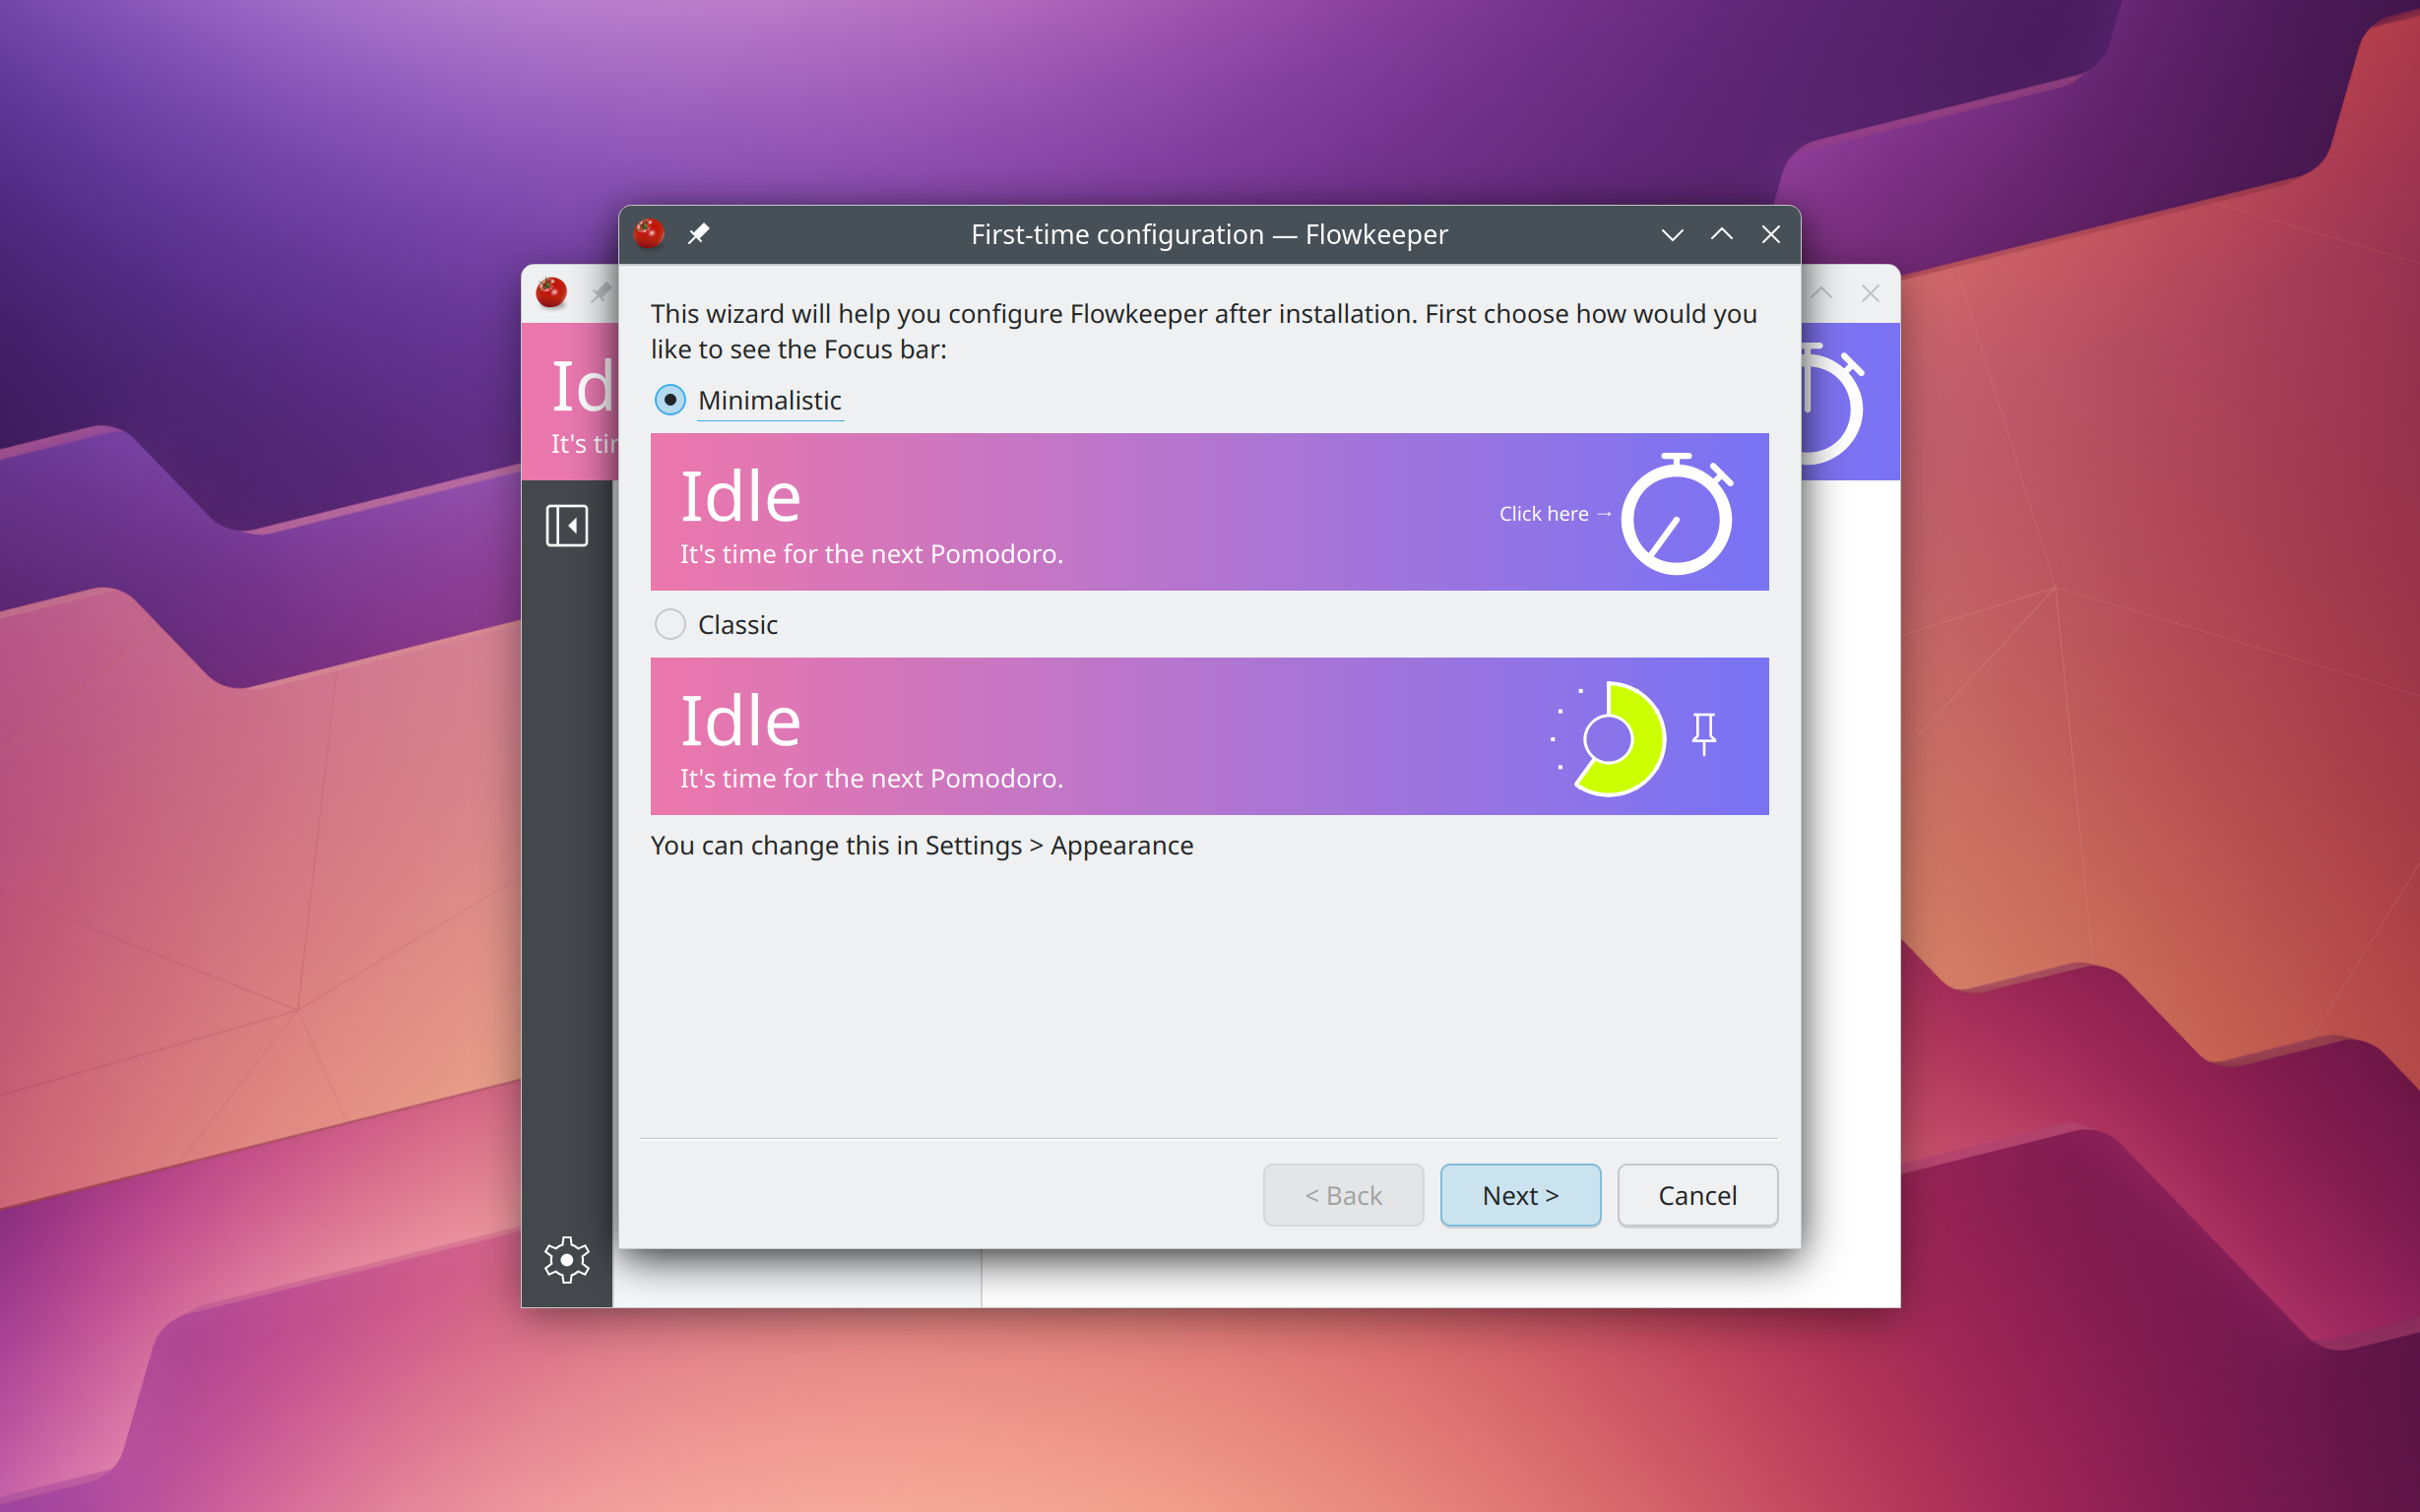 First-time configuration — Flowkeeper
This wizard will help you configure Flowkeeper after installation. First choose how would you
like to see the Focus bar:
Minimalistic
Idle
Click here →
It's time for the next Pomodoro.
Classic
Idle
It's time for the next Pomodoro.
You can change this in Settings > Appearance
< Back
Next >
Cancel
Id
It's